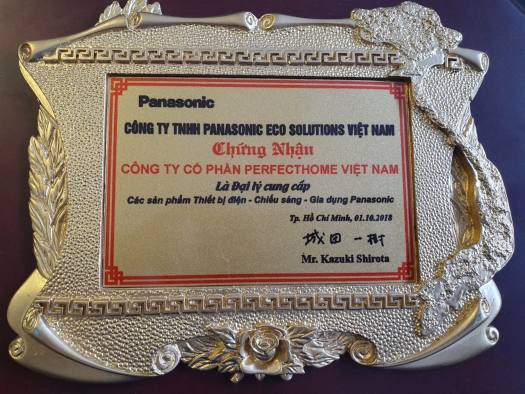 Panasonic
CÔNG TY TNHH PANASONIC ECO SOLUTIONS VIỆT NAM
Chứng Nhận
CÔNG TY CỔ PHẦN PERFECTHOME VIỆT NAM
Là Đại lý cung cấp
Các sản phẩm Thiết bị điện - Chiếu sáng - Gia dụng Panasonic
Tp. Hồ Chí Minh, 01.10.2018
城田 一樹
Mr. Kazuki Shirota